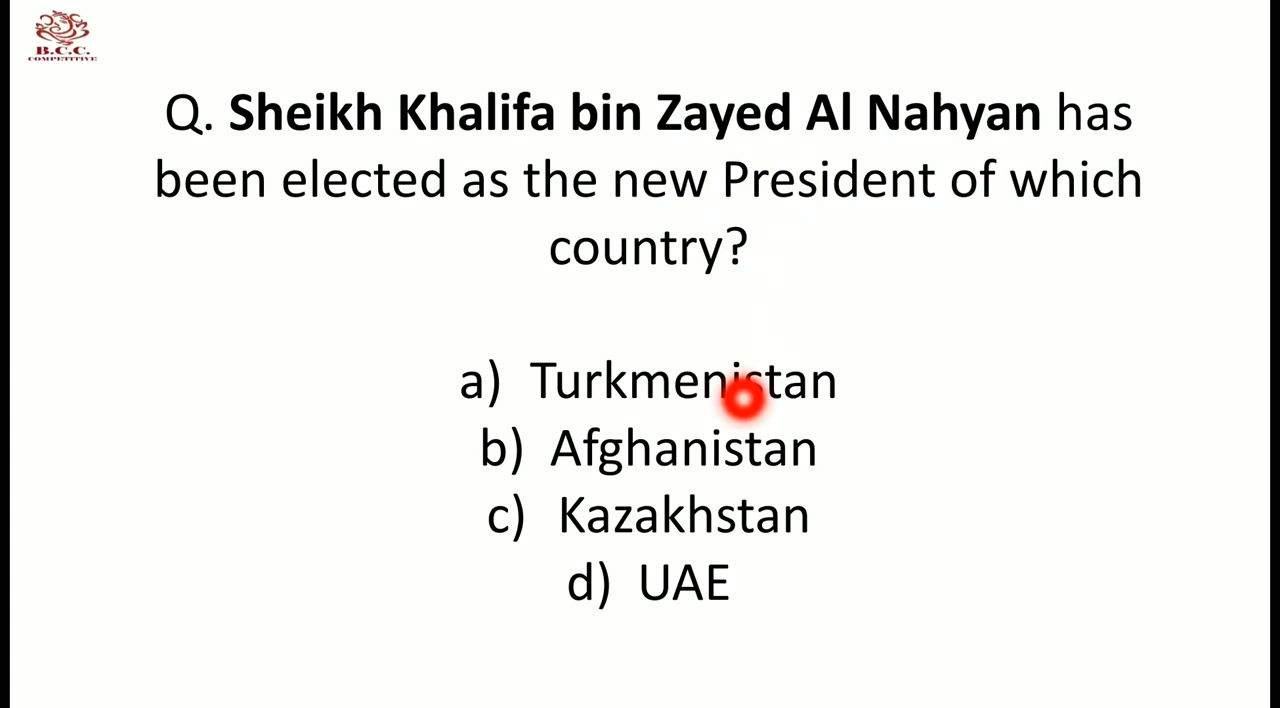 B.C.C.
COMPETITIVE
Q. Sheikh Khalifa bin Zayed Al Nahyan has
been elected as the new President of which
country?
a) Turkmenistan
b) Afghanistan
c) Kazakhstan
d) UAE